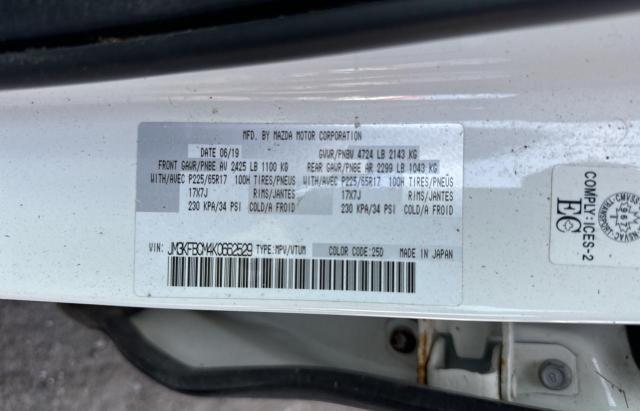 MFD. BY MAZDA MOTOR CORPORATION
DATE 06/19 GVWR/PNBV 4724 LB 2143 KG
FRONT GAWR/PNBE AV 2425 LB 1100 KG REAR GAWR/PNBE AR 2299 LB 1043 KG
WITH/AVEC P225/65R17 100H TIRES/PNEUS WITH/AVEC P225/65R17 100H TIRES/PNEUS
17X7J RIMS/JANTES 17X7J RIMS/JANTES
230 KPA/34 PSI COLD/A FROID 230 KPA/34 PSI COLD/A FROID
VIN: JM3KFBCM4K0662629 TYPE:MPV/VTUM COLOR CODE:25D
MADE IN JAPAN
COMPLY:ICES-2
EC